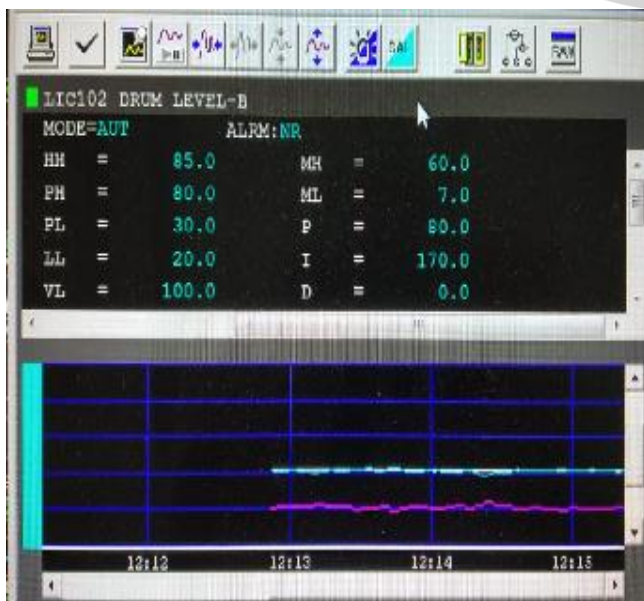 CAL
LIC102 DRUM LEVEL-B
MODE=AUT ALRM:NR
HH = 85.0 MH = 60.0
PH = 80.0 ML = 7.0
PL = 30.0 P = 80.0
LL = 20.0 I = 170.0
VL = 100.0 D = 0.0
12:12 12:13 12:14 12:15